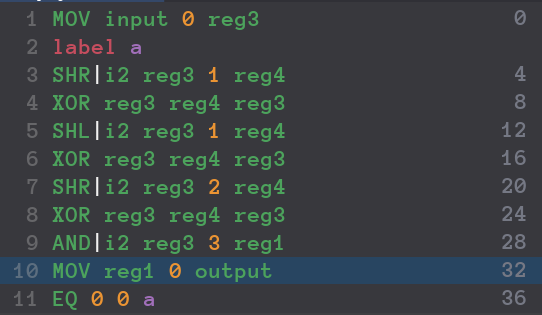 1 MOV input 0 reg3 0
2 label a
3 SHR|i2 reg3 1 reg4 4
4 XOR reg3 reg4 reg3 8
5 SHL|i2 reg3 1 reg4 12
6 XOR reg3 reg4 reg3 16
7 SHR|i2 reg3 2 reg4 20
8 XOR reg3 reg4 reg3 24
9 AND|i2 reg3 3 reg1 28
10 MOV reg1 0 output 32
11 EQ 0 0 a 36